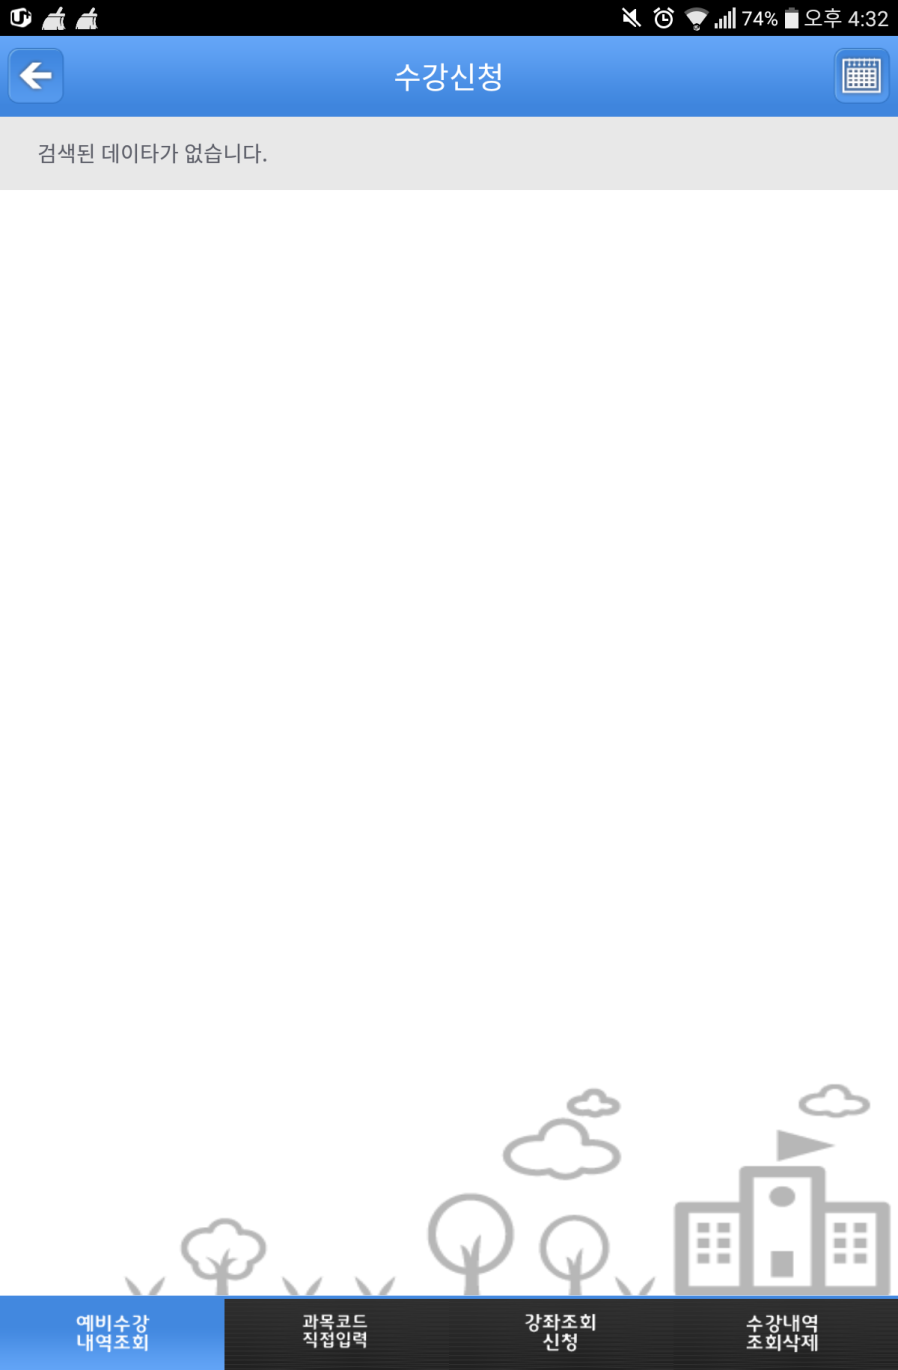 74% 오후 4:32
수강신청
검색된 데이타가 없습니다.
예비수강
내역조회
과목코드
직접입력
강좌조회
신청
수강내역
조회삭제